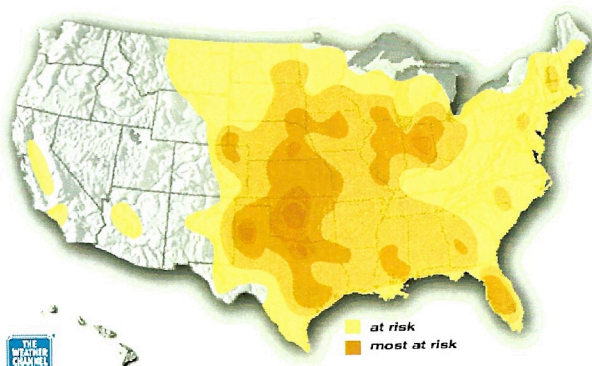 at risk
most at risk
THE
WEATHER
CHANNEL